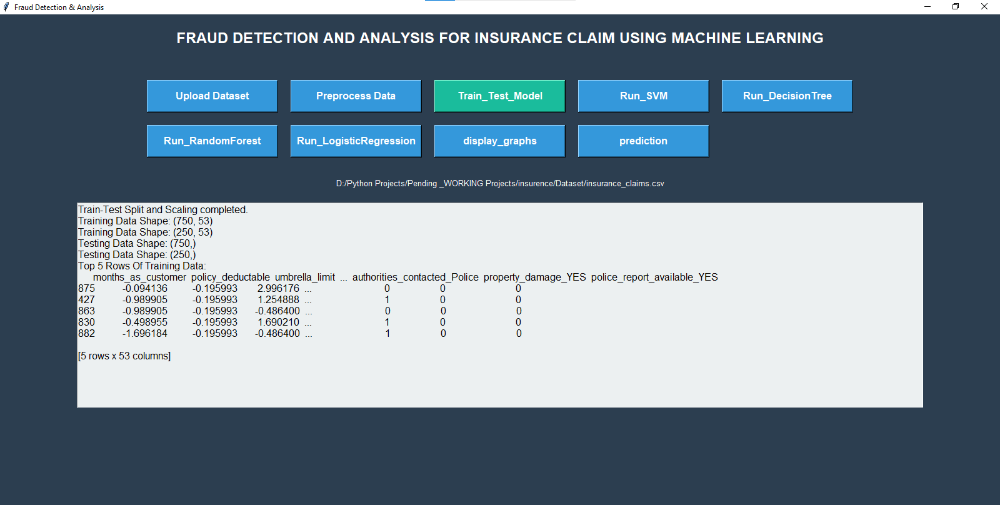 Fraud Detection & Analysis
FRAUD DETECTION AND ANALYSIS FOR INSURANCE CLAIM USING MACHINE LEARNING
Upload Dataset
Preprocess Data
Train_Test_Model
Run_SVM
Run_DecisionTree
Run_RandomForest
Run_LogisticRegression
display_graphs
prediction
D:/Python Projects/Pending _WORKING Projects/insurence/Dataset/insurance_claims.csv
Train-Test Split and Scaling completed.
Training Data Shape: (750, 53)
Training Data Shape: (250, 53)
Testing Data Shape: (750,)
Testing Data Shape: (250,)
Top 5 Rows Of Training Data:
months_as_customer policy_deductable umbrella_limit ... authorities_contacted_Police property_damage_YES police_report_available_YES
875 -0.094136 -0.195993 2.996176 ... 0 0 0
427 -0.989905 -0.195993 1.254888 ... 1 0 0
863 -0.989905 -0.195993 -0.486400 ... 0 0 0
830 -0.498955 -0.195993 1.690210 ... 1 0 0
882 -1.696184 -0.195993 -0.486400 ... 1 0 0
[5 rows x 53 columns]